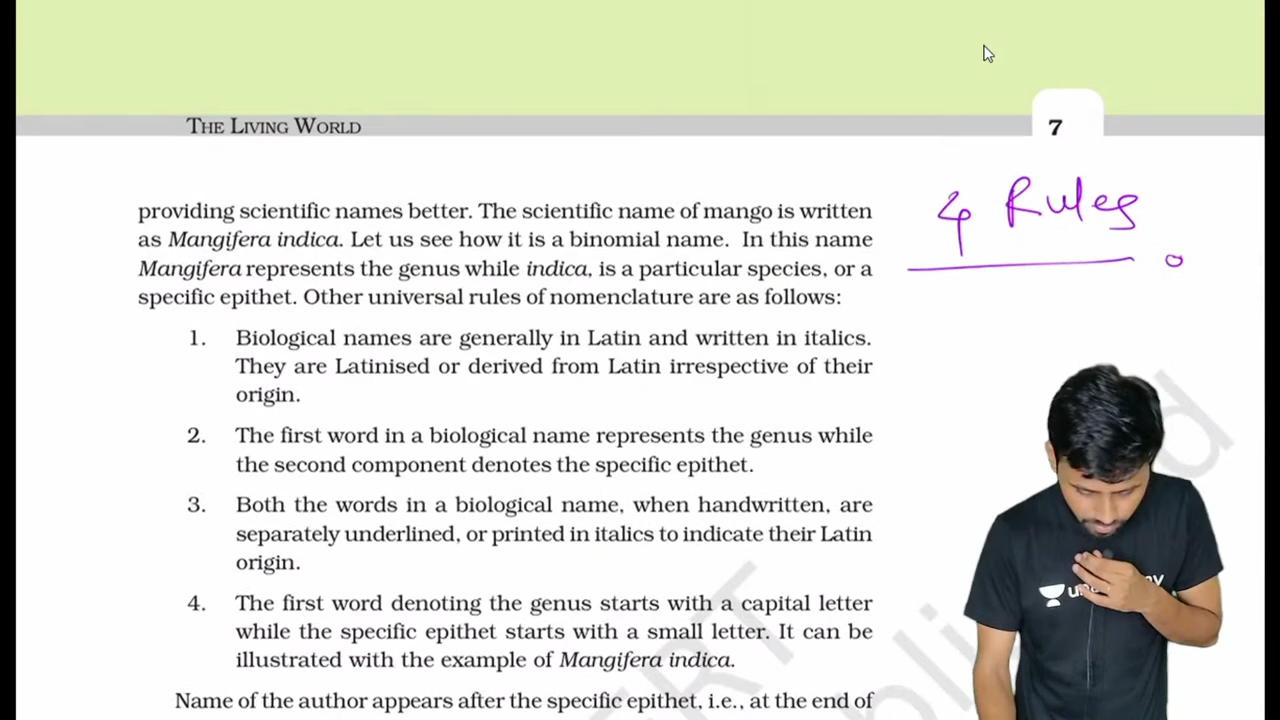 THE LIVING WORLD
7
4 Rules
providing scientific names better. The scientific name of mango is written
as Mangifera indica. Let us see how it is a binomial name. In this name
Mangifera represents the genus while indica, is a particular species, or a
specific epithet. Other universal rules of nomenclature are as follows:
1. Biological names are generally in Latin and written in italics.
They are Latinised or derived from Latin irrespective of their
origin.
2. The first word in a biological name represents the genus while
the second component denotes the specific epithet.
3. Both the words in a biological name, when handwritten, are
separately underlined, or printed in italics to indicate their Latin
origin.
4. The first word denoting the genus starts with a capital letter
while the specific epithet starts with a small letter. It can be
illustrated with the example of Mangifera indica.
Name of the author appears after the specific epithet, i.e., at the end of